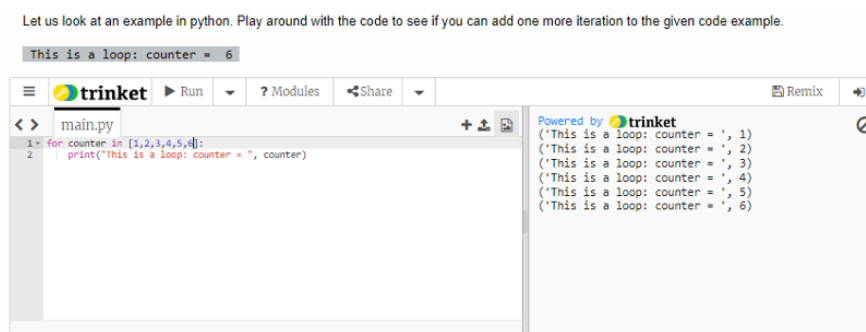 Let us look at an example in python. Play around with the code to see if you can add one more iteration to the given code example.
This is a loop: counter = 6
trinket Run ? Modules Share Remix
<> main.py
Powered by trinket
1 for counter in [1,2,3,4,5,6]:
2 print("This is a loop: counter = ", counter)
('This is a loop: counter = ', 1)
('This is a loop: counter = ', 2)
('This is a loop: counter = ', 3)
('This is a loop: counter = ', 4)
('This is a loop: counter = ', 5)
('This is a loop: counter = ', 6)